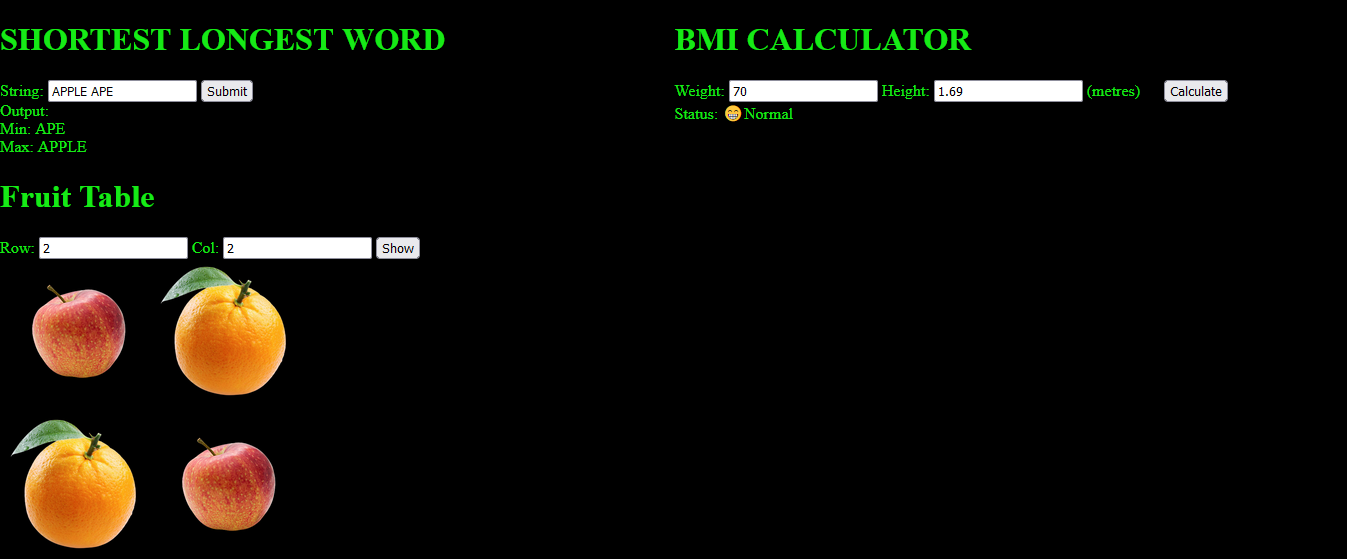 SHORTEST LONGEST WORD
String: APPLE APE Submit
Output:
Min: APE
Max: APPLE
Fruit Table
Row: 2 Col: 2 Show
BMI CALCULATOR
Weight: 70 Height: 1.69 (metres) Calculate
Status: 😁 Normal